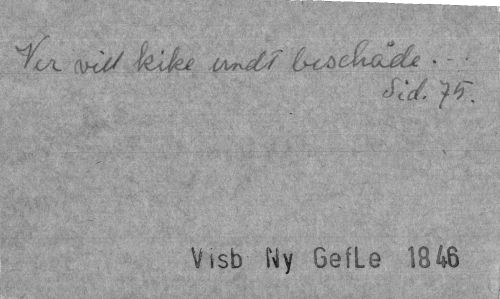 Ver vill kike undt beschåde...
Sid. 75.
Visb Ny Gefle 1846